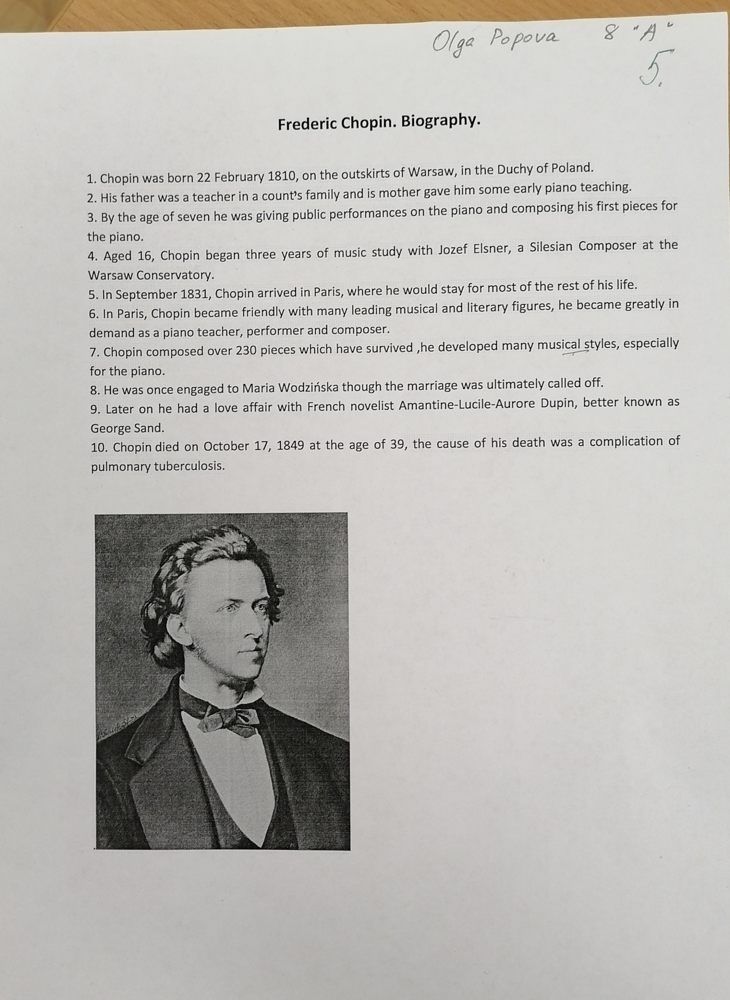 Olga Popova 8 "A"
5.
Frederic Chopin. Biography.
1. Chopin was born 22 February 1810, on the outskirts of Warsaw, in the Duchy of Poland.
2. His father was a teacher in a count's family and is mother gave him some early piano teaching.
3. By the age of seven he was giving public performances on the piano and composing his first pieces for
the piano.
4. Aged 16, Chopin began three years of music study with Jozef Elsner, a Silesian Composer at the
Warsaw Conservatory.
5. In September 1831, Chopin arrived in Paris, where he would stay for most of the rest of his life.
6. In Paris, Chopin became friendly with many leading musical and literary figures, he became greatly in
demand as a piano teacher, performer and composer.
7. Chopin composed over 230 pieces which have survived ,he developed many musical styles, especially
for the piano.
8. He was once engaged to Maria Wodzińska though the marriage was ultimately called off.
9. Later on he had a love affair with French novelist Amantine-Lucile-Aurore Dupin, better known as
George Sand.
10. Chopin died on October 17, 1849 at the age of 39, the cause of his death was a complication of
pulmonary tuberculosis.